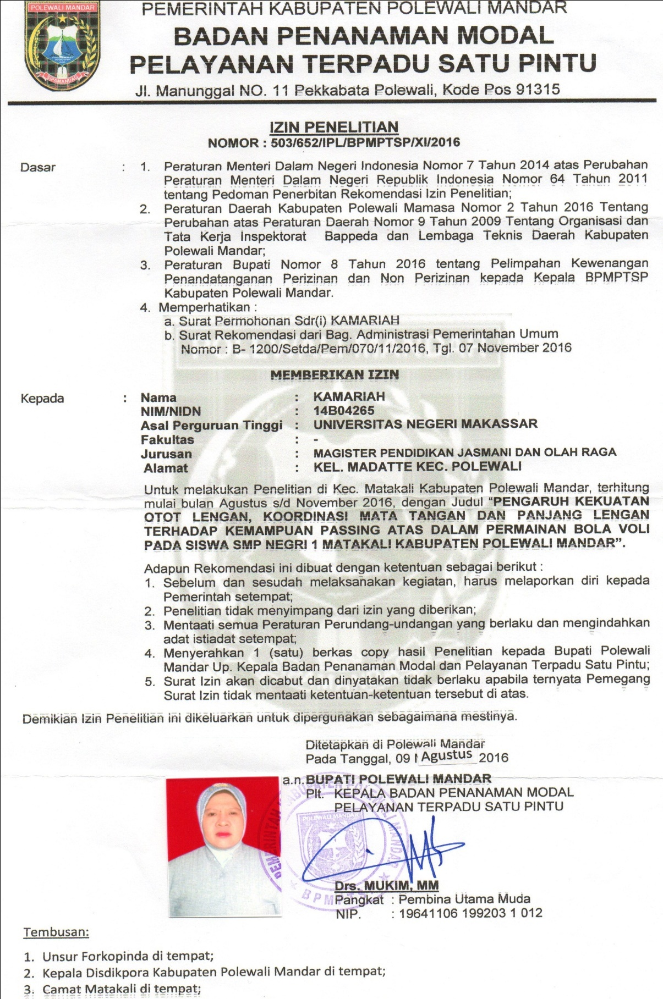 PEMERINTAH KABUPATEN POLEWALI MANDAR
POLEWALI MANDAR
BADAN PENANAMAN MODAL
PELAYANAN TERPADU SATU PINTU
SIPAMANDAQ
Jl. Manunggal NO. 11 Pekkabata Polewali, Kode Pos 91315
IZIN PENELITIAN
NOMOR : 503/652/IPL/BPMPTSP/XI/2016
Dasar : 1. Peraturan Menteri Dalam Negeri Indonesia Nomor 7 Tahun 2014 atas Perubahan
Peraturan Menteri Dalam Negeri Republik Indonesia Nomor 64 Tahun 2011
tentang Pedoman Penerbitan Rekomendasi Izin Penelitian;
2. Peraturan Daerah Kabupaten Polewali Mamasa Nomor 2 Tahun 2016 Tentang
Perubahan atas Peraturan Daerah Nomor 9 Tahun 2009 Tentang Organisasi dan
Tata Kerja Inspektorat Bappeda dan Lembaga Teknis Daerah Kabupaten
Polewali Mandar;
3. Peraturan Bupati Nomor 8 Tahun 2016 tentang Pelimpahan Kewenangan
Penandatanganan Perizinan dan Non Perizinan kepada Kepala BPMPTSP
Kabupaten Polewali Mandar.
4. Memperhatikan :
a. Surat Permohonan Sdr(i) KAMARIAH
b. Surat Rekomendasi dari Bag. Administrasi Pemerintahan Umum
Nomor : B- 1200/Setda/Pem/070/11/2016, Tgl. 07 November 2016
MEMBERIKAN IZIN
Kepada : Nama : KAMARIAH
NIM/NIDN : 14B04265
Asal Perguruan Tinggi : UNIVERSITAS NEGERI MAKASSAR
Fakultas : -
Jurusan : MAGISTER PENDIDIKAN JASMANI DAN OLAH RAGA
Alamat : KEL. MADATTE KEC. POLEWALI
Untuk melakukan Penelitian di Kec. Matakali Kabupaten Polewali Mandar, terhitung
mulai bulan Agustus s/d November 2016, dengan Judul “PENGARUH KEKUATAN
OTOT LENGAN, KOORDINASI MATA TANGAN DAN PANJANG LENGAN
TERHADAP KEMAMPUAN PASSING ATAS DALAM PERMAINAN BOLA VOLI
PADA SISWA SMP NEGRI 1 MATAKALI KABUPATEN POLEWALI MANDAR”.
Adapun Rekomendasi ini dibuat dengan ketentuan sebagai berikut :
1. Sebelum dan sesudah melaksanakan kegiatan, harus melaporkan diri kepada
Pemerintah setempat;
2. Penelitian tidak menyimpang dari izin yang diberikan;
3. Mentaati semua Peraturan Perundang-undangan yang berlaku dan mengindahkan
adat istiadat setempat;
4. Menyerahkan 1 (satu) berkas copy hasil Penelitian kepada Bupati Polewali
Mandar Up. Kepala Badan Penanaman Modal dan Pelayanan Terpadu Satu Pintu;
5. Surat Izin akan dicabut dan dinyatakan tidak berlaku apabila ternyata Pemegang
Surat Izin tidak mentaati ketentuan-ketentuan tersebut di atas.
Demikian Izin Penelitian ini dikeluarkan untuk dipergunakan sebagaimana mestinya.
Ditetapkan di Polewali Mandar
Pada Tanggal, 09 Agustus 2016
a.n. BUPATI POLEWALI MANDAR
Plt. KEPALA BADAN PENANAMAN MODAL
PELAYANAN TERPADU SATU PINTU
PEMERINTAH KABUPATEN POLEWALI MANDAR
POLEWALI MANDAR
BPMPTSP
Drs. MUKIM, MM
Pangkat : Pembina Utama Muda
NIP. : 19641106 199203 1 012
Tembusan:
1. Unsur Forkopinda di tempat;
2. Kepala Disdikpora Kabupaten Polewali Mandar di tempat;
3. Camat Matakali di tempat;